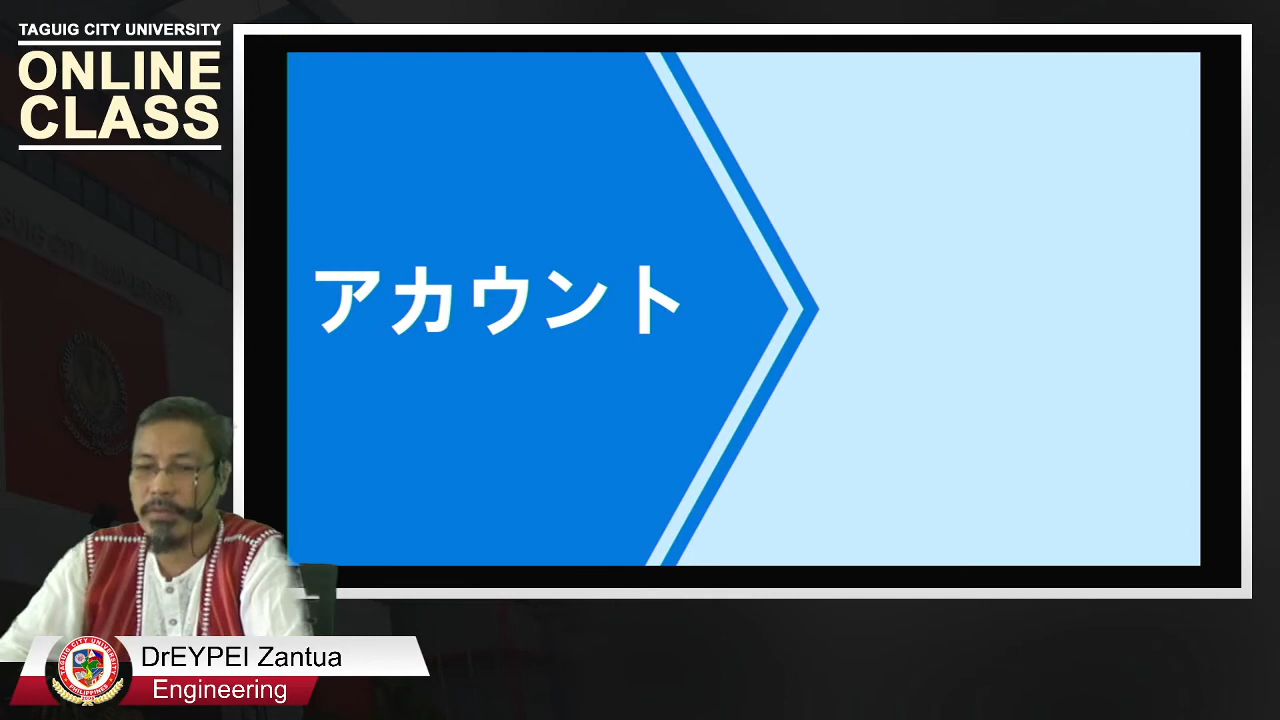 TAGUIG CITY UNIVERSITY
ONLINE
CLASS
アカウント
DrEYPEI Zantua
Engineering